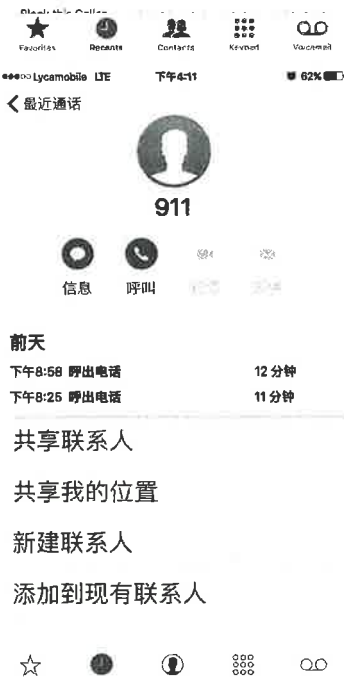 Block this Caller
Favorites Recents Contacts Keypad Voicemail
Lycamobile LTE 下午4:11 62%
最近通话
911
信息 呼叫
前天
下午8:58 呼出电话 12 分钟
下午8:25 呼出电话 11 分钟
共享联系人
共享我的位置
新建联系人
添加到现有联系人